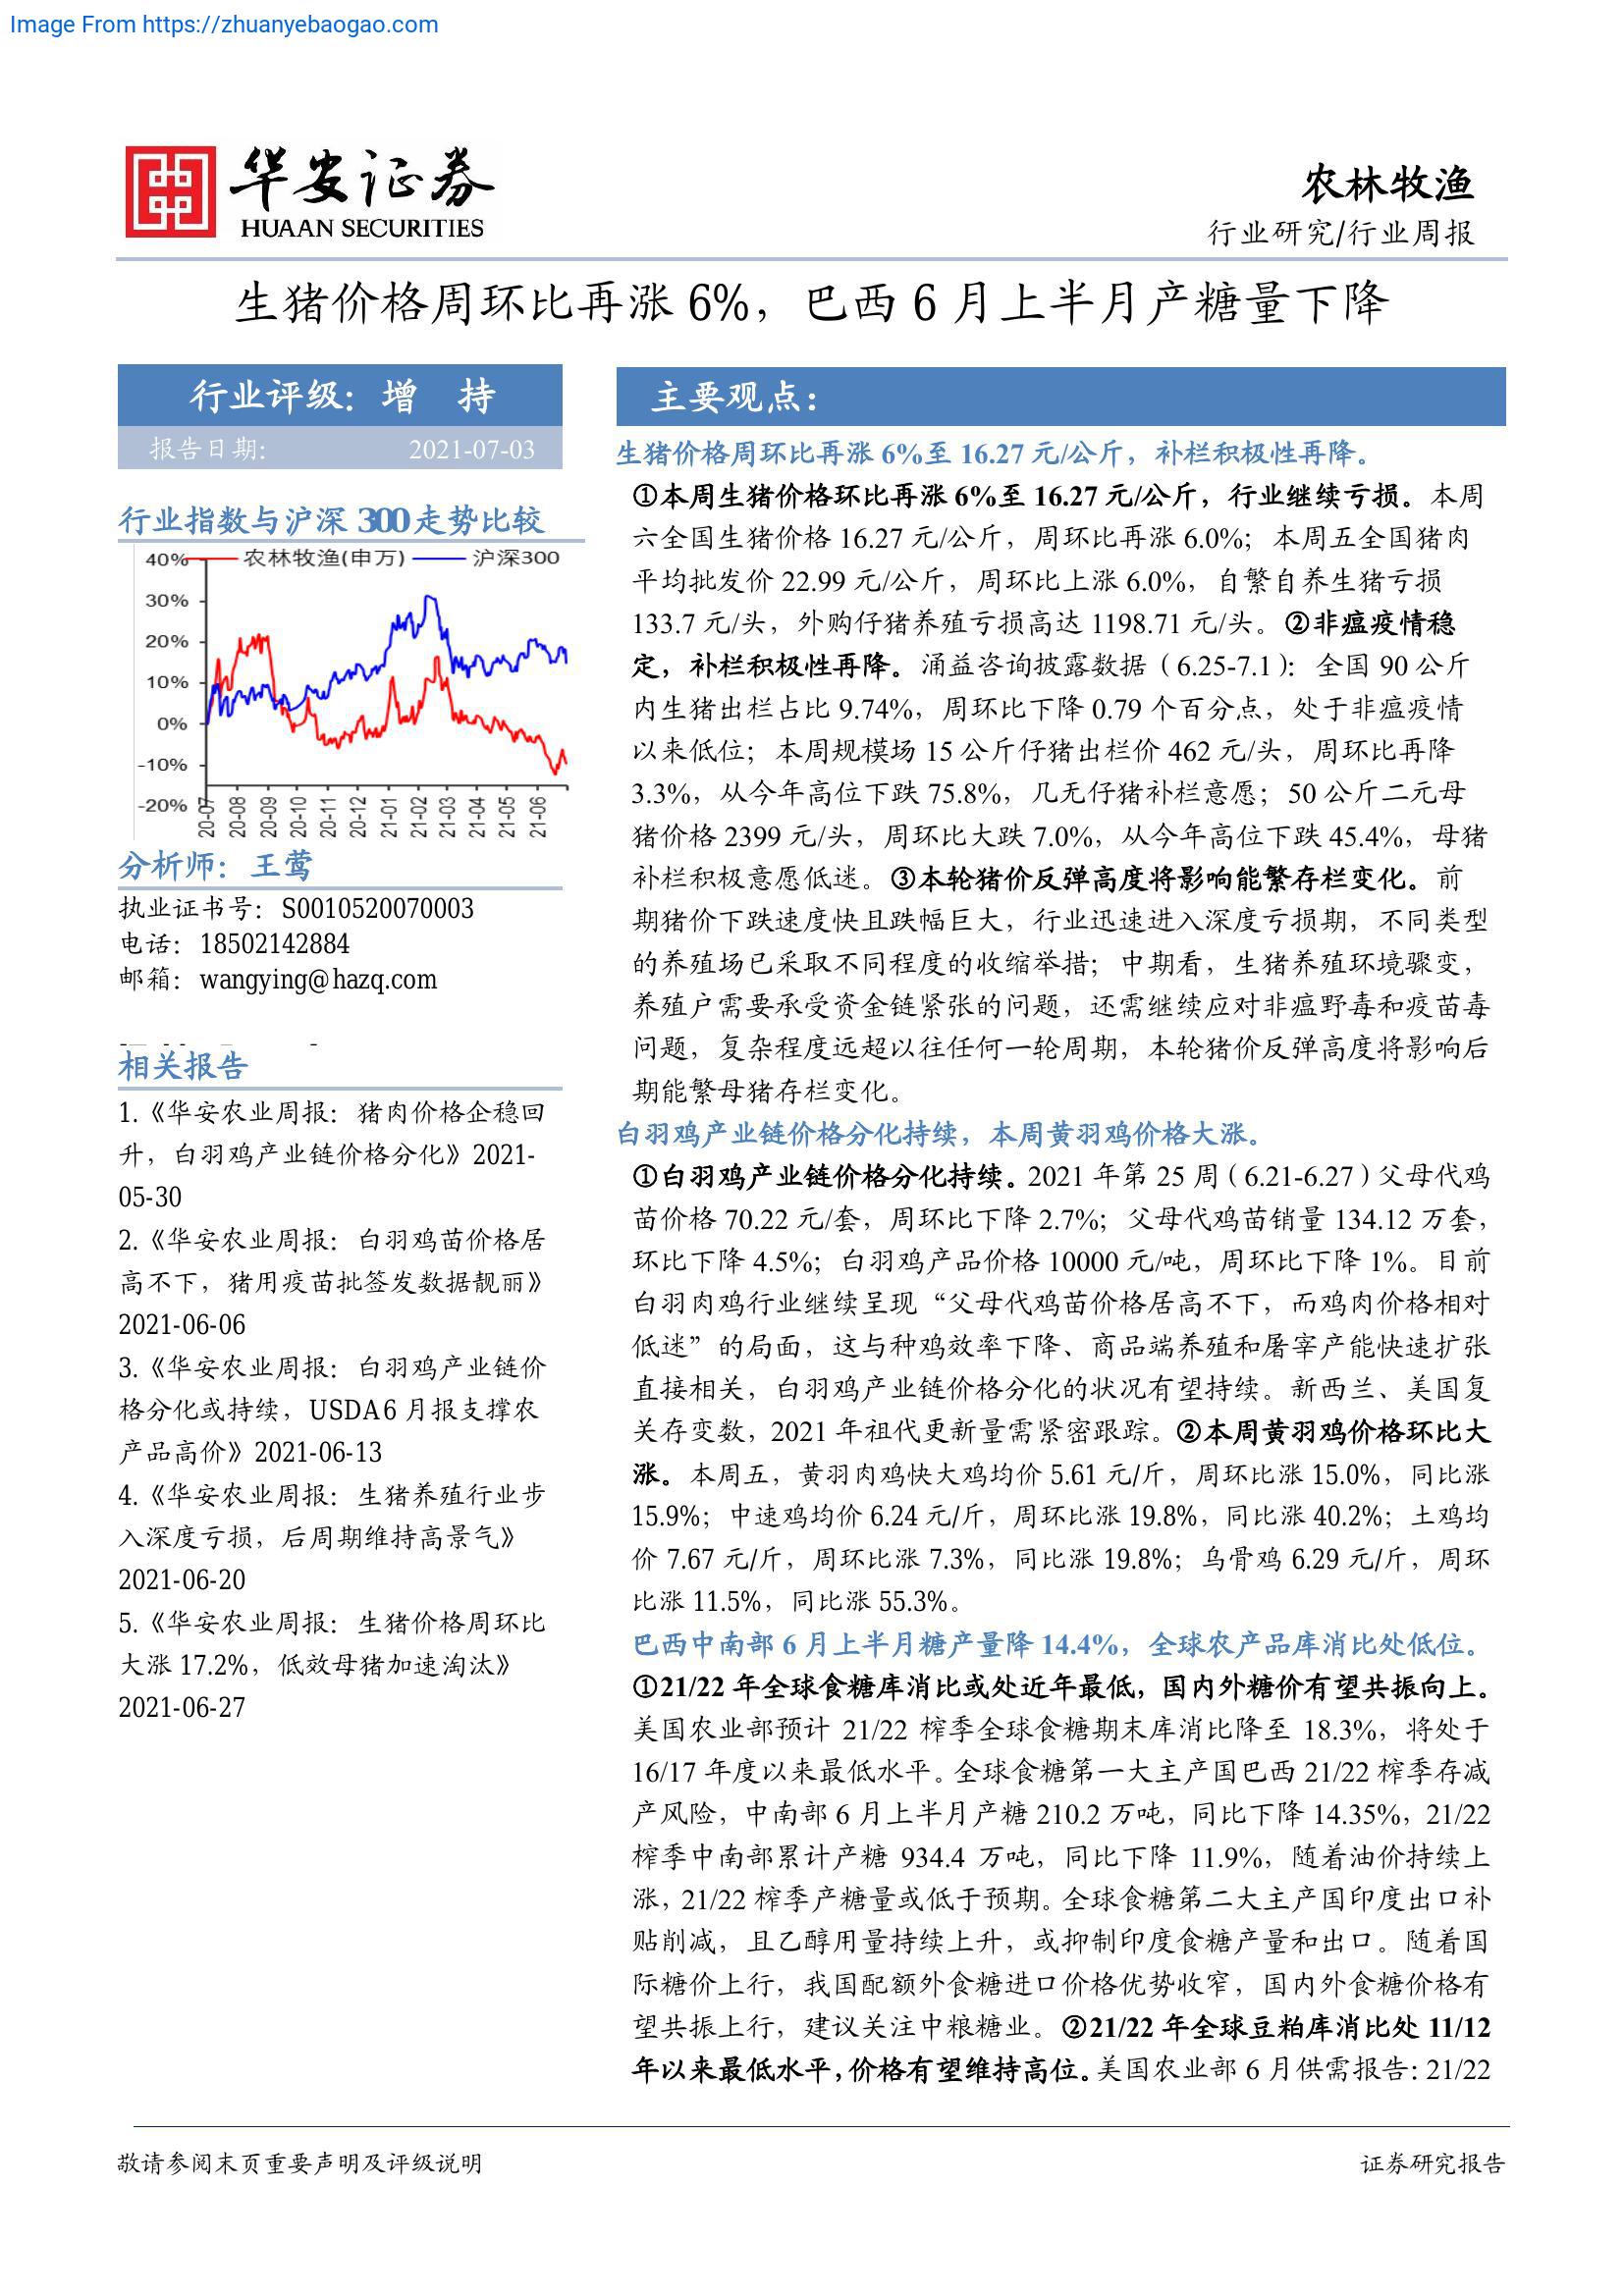 Image From https://zhuanyebaogao.com
华安证券
HUAAN SECURITIES
农林牧渔
行业研究/行业周报
生猪价格周环比再涨 6%，巴西 6 月上半月产糖量下降
行业评级：增 持
报告日期： 2021-07-03
行业指数与沪深 300 走势比较
农林牧渔(申万) 沪深300
40%
30%
20%
10%
0%
-10%
-20%
20-07 20-08 20-09 20-10 20-11 20-12 21-01 21-02 21-03 21-04 21-05 21-06
分析师：王莺
执业证书号：S0010520070003
电话：18502142884
邮箱：wangying@hazq.com
相关报告
1.《华安农业周报：猪肉价格企稳回
升，白羽鸡产业链价格分化》2021-
05-30
2.《华安农业周报：白羽鸡苗价格居
高不下，猪用疫苗批签发数据靓丽》
2021-06-06
3.《华安农业周报：白羽鸡产业链价
格分化或持续，USDA6 月报支撑农
产品高价》2021-06-13
4.《华安农业周报：生猪养殖行业步
入深度亏损，后周期维持高景气》
2021-06-20
5.《华安农业周报：生猪价格周环比
大涨 17.2%，低效母猪加速淘汰》
2021-06-27
主要观点：
生猪价格周环比再涨 6%至 16.27 元/公斤，补栏积极性再降。
①本周生猪价格环比再涨 6%至 16.27 元/公斤，行业继续亏损。本周
六全国生猪价格 16.27 元/公斤，周环比再涨 6.0%；本周五全国猪肉
平均批发价 22.99 元/公斤，周环比上涨 6.0%，自繁自养生猪亏损
133.7 元/头，外购仔猪养殖亏损高达 1198.71 元/头。②非瘟疫情稳
定，补栏积极性再降。涌益咨询披露数据（6.25-7.1）：全国 90 公斤
内生猪出栏占比 9.74%，周环比下降 0.79 个百分点，处于非瘟疫情
以来低位；本周规模场 15 公斤仔猪出栏价 462 元/头，周环比再降
3.3%，从今年高位下跌 75.8%，几无仔猪补栏意愿；50 公斤二元母
猪价格 2399 元/头，周环比大跌 7.0%，从今年高位下跌 45.4%，母猪
补栏积极意愿低迷。③本轮猪价反弹高度将影响能繁存栏变化。前
期猪价下跌速度快且跌幅巨大，行业迅速进入深度亏损期，不同类型
的养殖场已采取不同程度的收缩举措；中期看，生猪养殖环境骤变，
养殖户需要承受资金链紧张的问题，还需继续应对非瘟野毒和疫苗毒
问题，复杂程度远超以往任何一轮周期，本轮猪价反弹高度将影响后
期能繁母猪存栏变化。
白羽鸡产业链价格分化持续，本周黄羽鸡价格大涨。
①白羽鸡产业链价格分化持续。2021 年第 25 周（6.21-6.27）父母代鸡
苗价格 70.22 元/套，周环比下降 2.7%；父母代鸡苗销量 134.12 万套，
环比下降 4.5%；白羽鸡产品价格 10000 元/吨，周环比下降 1%。目前
白羽肉鸡行业继续呈现“父母代鸡苗价格居高不下，而鸡肉价格相对
低迷”的局面，这与种鸡效率下降、商品端养殖和屠宰产能快速扩张
直接相关，白羽鸡产业链价格分化的状况有望持续。新西兰、美国复
关存变数，2021 年祖代更新量需紧密跟踪。②本周黄羽鸡价格环比大
涨。本周五，黄羽肉鸡快大鸡均价 5.61 元/斤，周环比涨 15.0%，同比涨
15.9%；中速鸡均价 6.24 元/斤，周环比涨 19.8%，同比涨 40.2%；土鸡均
价 7.67 元/斤，周环比涨 7.3%，同比涨 19.8%；乌骨鸡 6.29 元/斤，周环
比涨 11.5%，同比涨 55.3%。
巴西中南部 6 月上半月糖产量降 14.4%，全球农产品库消比处低位。
①21/22 年全球食糖库消比或处近年最低，国内外糖价有望共振向上。
美国农业部预计 21/22 榨季全球食糖期末库消比降至 18.3%，将处于
16/17 年度以来最低水平。全球食糖第一大主产国巴西 21/22 榨季存减
产风险，中南部 6 月上半月产糖 210.2 万吨，同比下降 14.35%，21/22
榨季中南部累计产糖 934.4 万吨，同比下降 11.9%，随着油价持续上
涨，21/22 榨季产糖量或低于预期。全球食糖第二大主产国印度出口补
贴削减，且乙醇用量持续上升，或抑制印度食糖产量和出口。随着国
际糖价上行，我国配额外食糖进口价格优势收窄，国内外食糖价格有
望共振上行，建议关注中粮糖业。②21/22 年全球豆粕库消比处 11/12
年以来最低水平，价格有望维持高位。美国农业部 6 月供需报告：21/22
敬请参阅末页重要声明及评级说明
证券研究报告